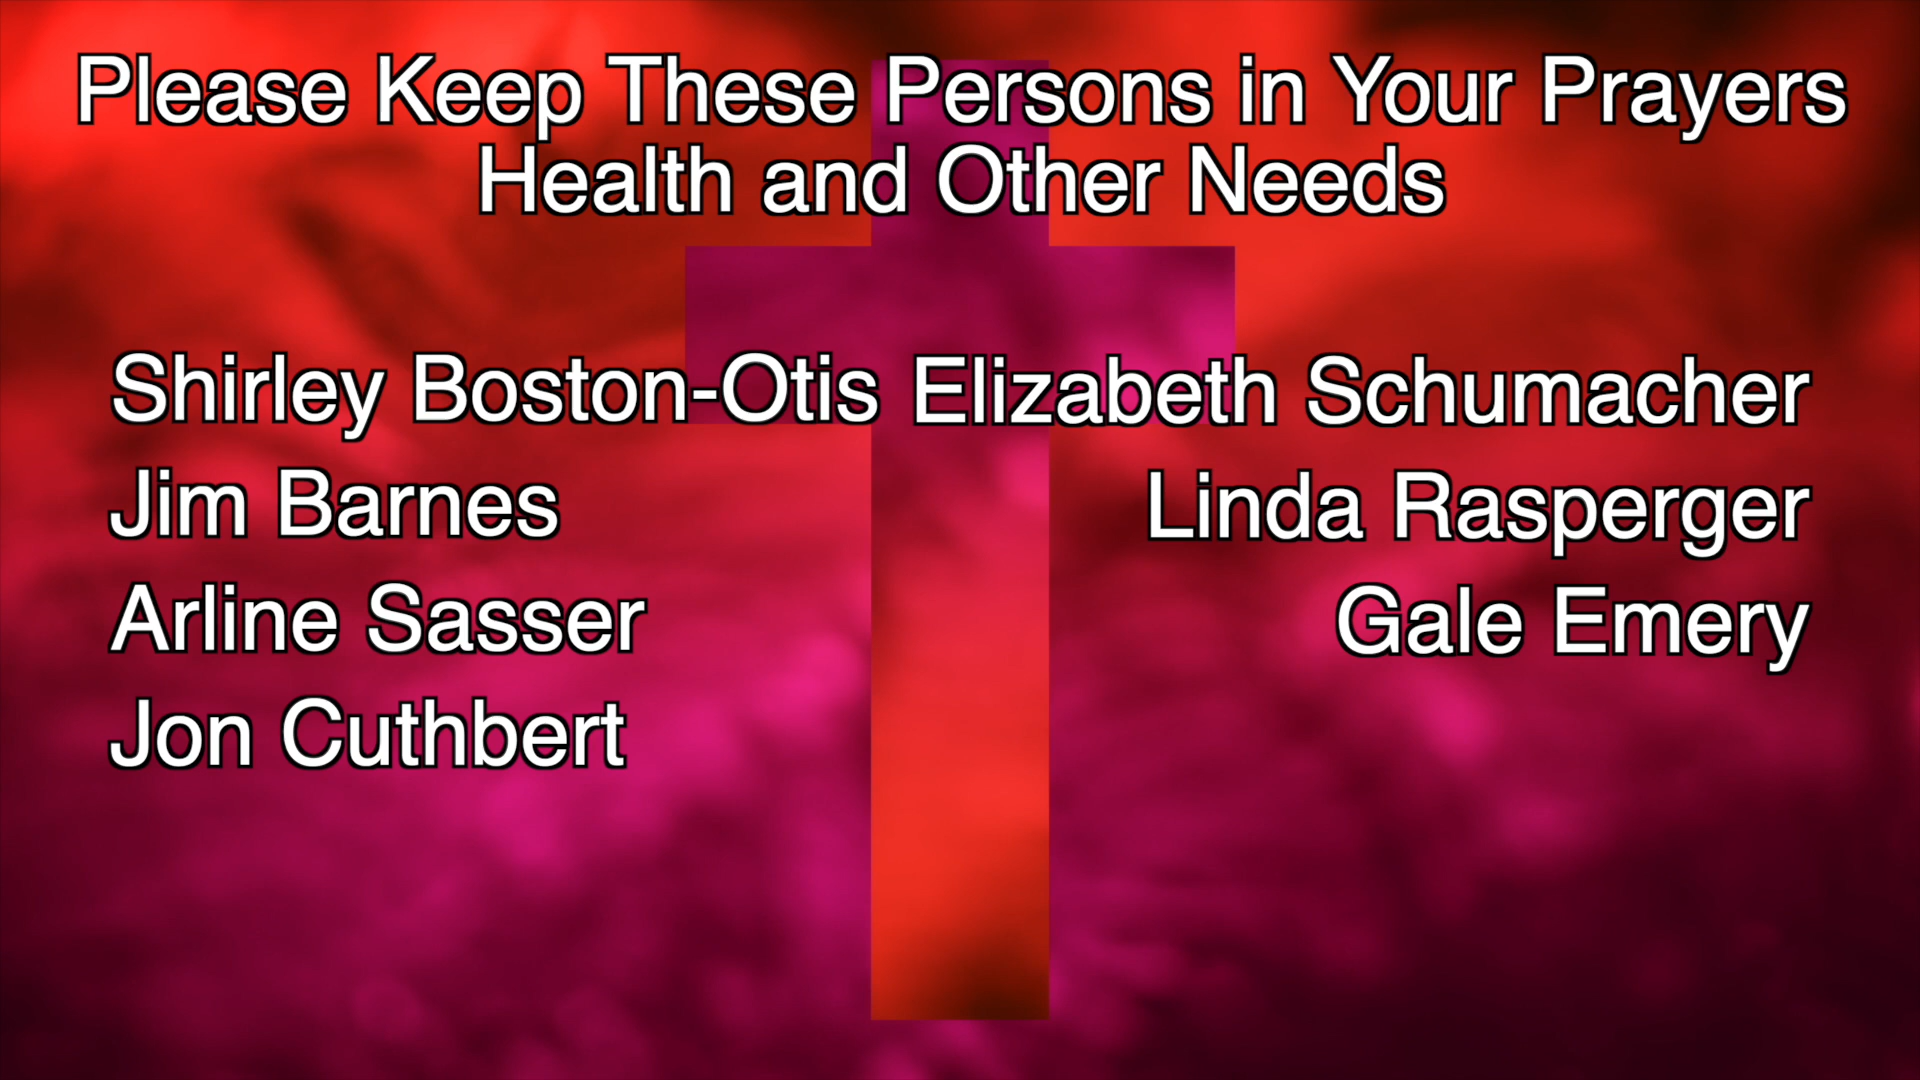 Please Keep These Persons in Your Prayers
Health and Other Needs
Shirley Boston-Otis Elizabeth Schumacher
Jim Barnes Linda Rasperger
Arline Sasser Gale Emery
Jon Cuthbert